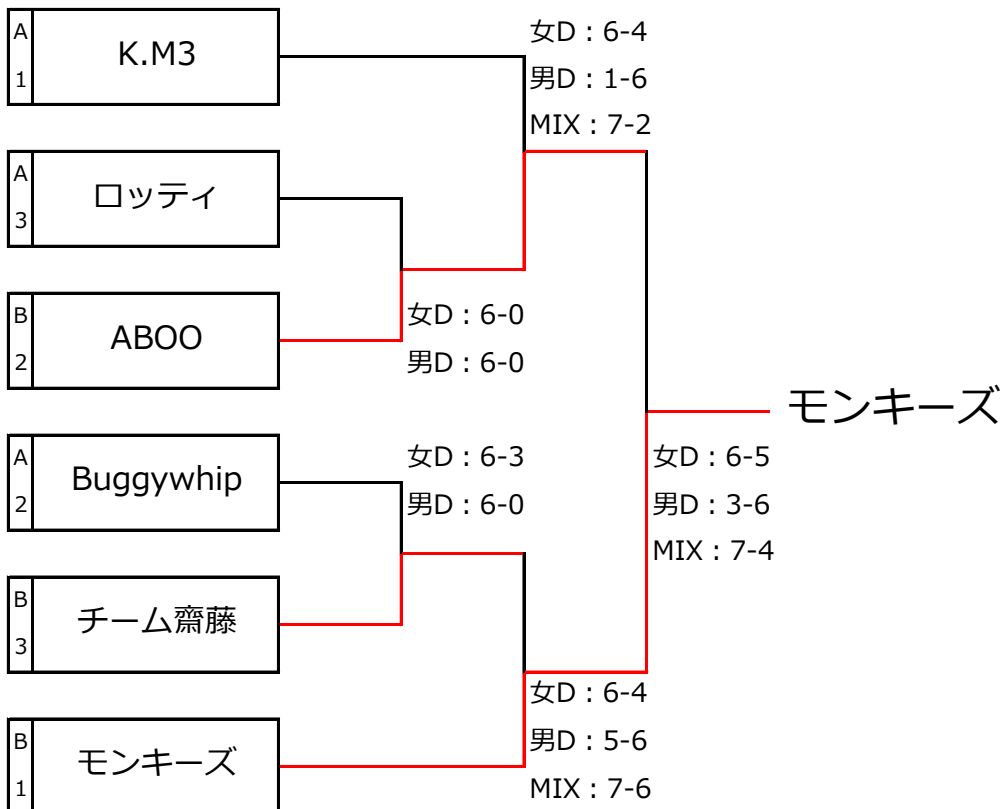 A
1
K.M3
女D：6-4
男D：1-6
MIX：7-2
A
3
ロッティ
B
2
ABOO
女D：6-0
男D：6-0
モンキーズ
A
2
Buggywhip
女D：6-3
男D：6-0
女D：6-5
男D：3-6
MIX：7-4
B
3
チーム齋藤
女D：6-4
男D：5-6
MIX：7-6
B
1
モンキーズ